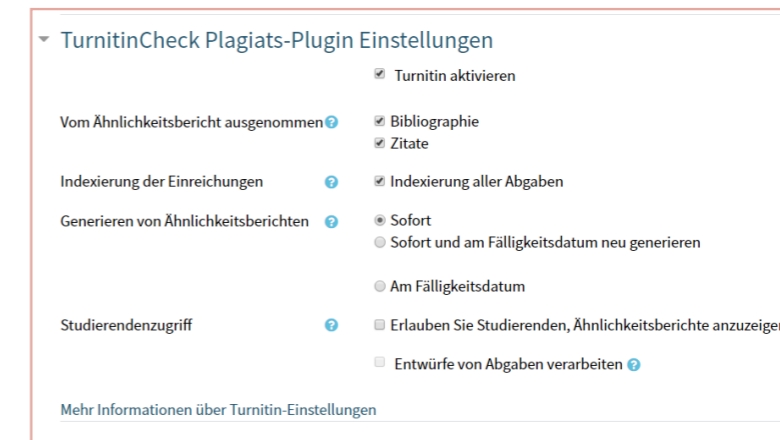 TurnitinCheck Plagiats-Plugin Einstellungen
Turnitin aktivieren
Vom Ähnlichkeitsbericht ausgenommen
Bibliographie
Zitate
Indexierung der Einreichungen
Indexierung aller Abgaben
Generieren von Ähnlichkeitsberichten
Sofort
Sofort und am Fälligkeitsdatum neu generieren
Am Fälligkeitsdatum
Studierendenzugriff
Erlauben Sie Studierenden, Ähnlichkeitsberichte anzuzeigen
Entwürfe von Abgaben verarbeiten
Mehr Informationen über Turnitin-Einstellungen